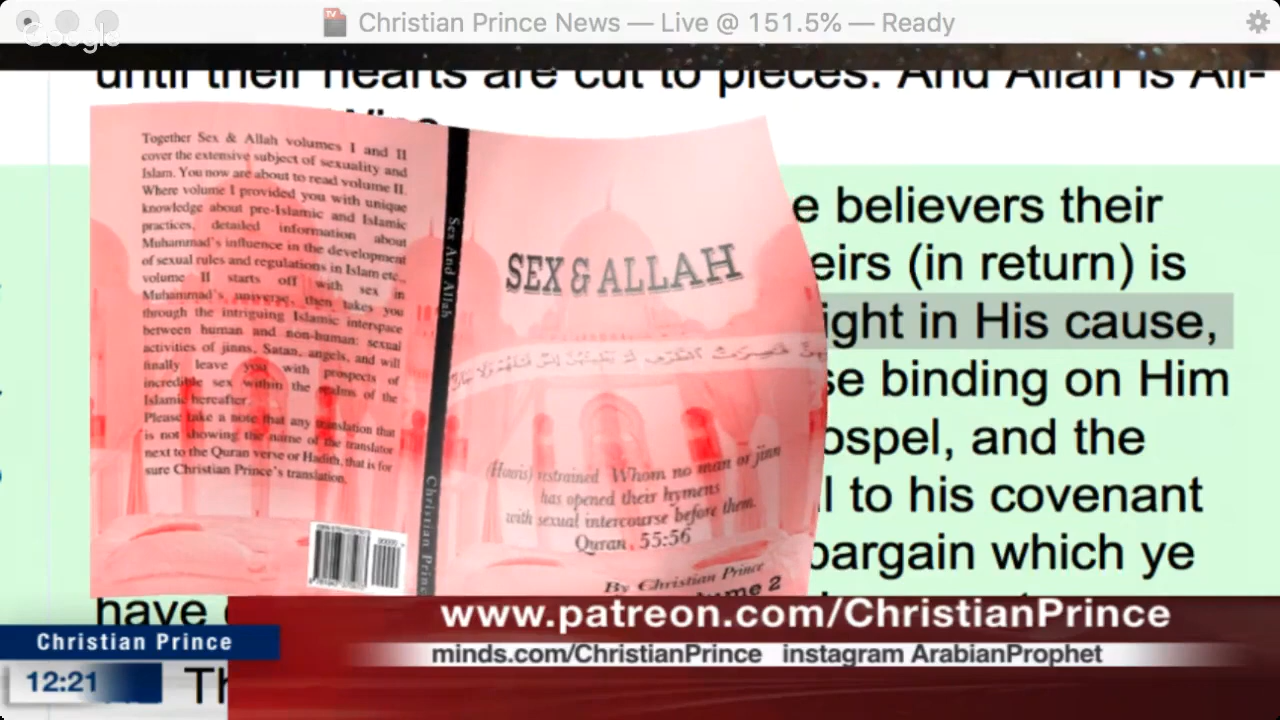 Christian Prince News — Live @ 151.5% — Ready
Google
until their hearts are cut to pieces. And Allah is All-
Together Sex & Allah volumes I and II
cover the extensive subject of sexuality and
Islam. You now are about to read volume II.
Where volume I provided you with unique
knowledge about pre-Islamic and Islamic
practices, detailed information about
Muhammad's influence in the development
of sexual rules and regulations in Islam etc.,
volume II starts off with sex in
Muhammad's universe, then takes you
through the intriguing Islamic interspace
between human and non-human: sexual
activities of jinns, Satan, angels, and will
finally leave you with prospects of
incredible sex within the realms of the
Islamic hereafter.
Please take a note that any translation that
is not showing the name of the translator
next to the Quran verse or Hadith, that is for
sure Christian Prince's translation.
Sex And Allah
Christian Prince
SEX & ALLAH
(Houris) restrained Whom no man or jinn
has opened their hymens
with sexual intercourse before them.
Quran 55:56
By Christian Prince
e believers their
eirs (in return) is
ight in His cause,
se binding on Him
ospel, and the
l to his covenant
bargain which ye
have
www.patreon.com/ChristianPrince
Christian Prince
minds.com/ChristianPrince instagram ArabianProphet
12:21